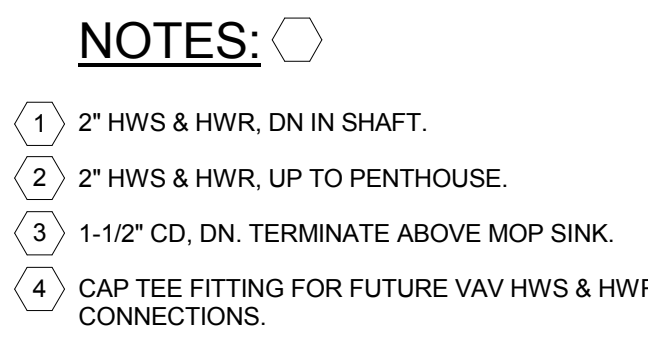 NOTES:
1 2" HWS & HWR, DN IN SHAFT.
2 2" HWS & HWR, UP TO PENTHOUSE.
3 1-1/2" CD, DN. TERMINATE ABOVE MOP SINK.
4 CAP TEE FITTING FOR FUTURE VAV HWS & HWR
CONNECTIONS.